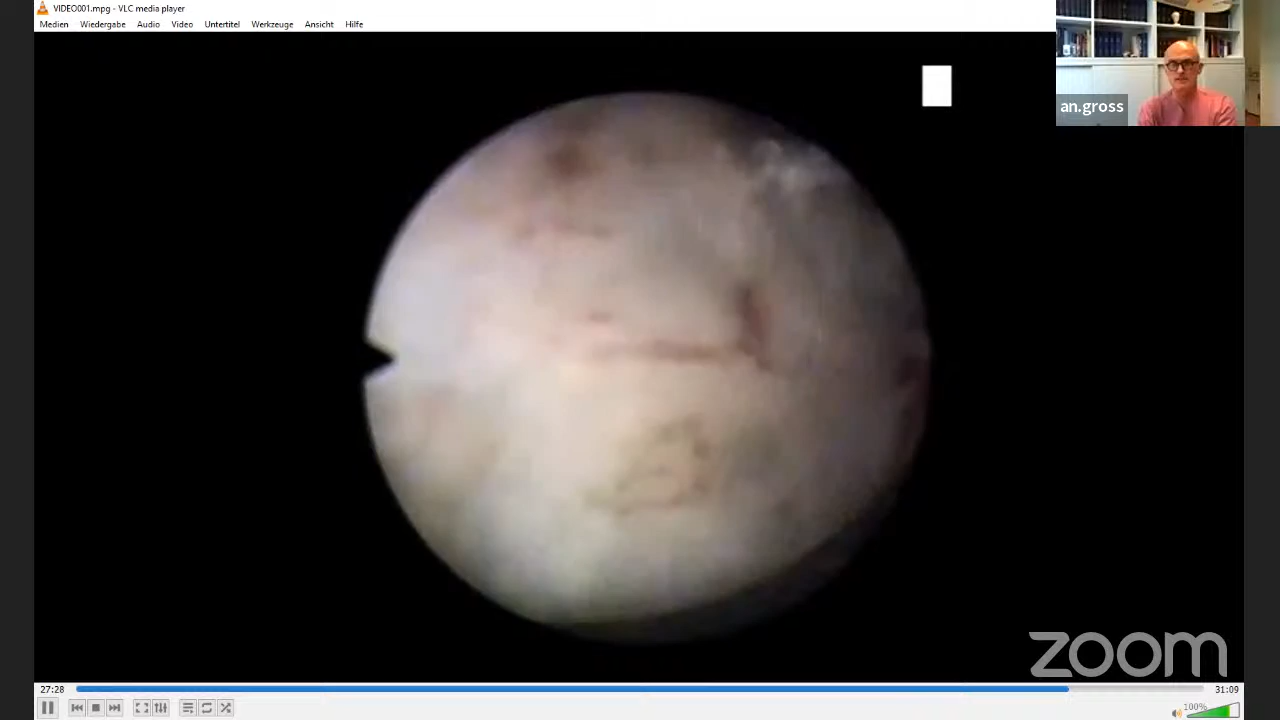 VIDEO001.mpg - VLC media player
Medien Wiedergabe Audio Video Untertitel Werkzeuge Ansicht Hilfe
an.gross
zoom
27:28
31:09
100%